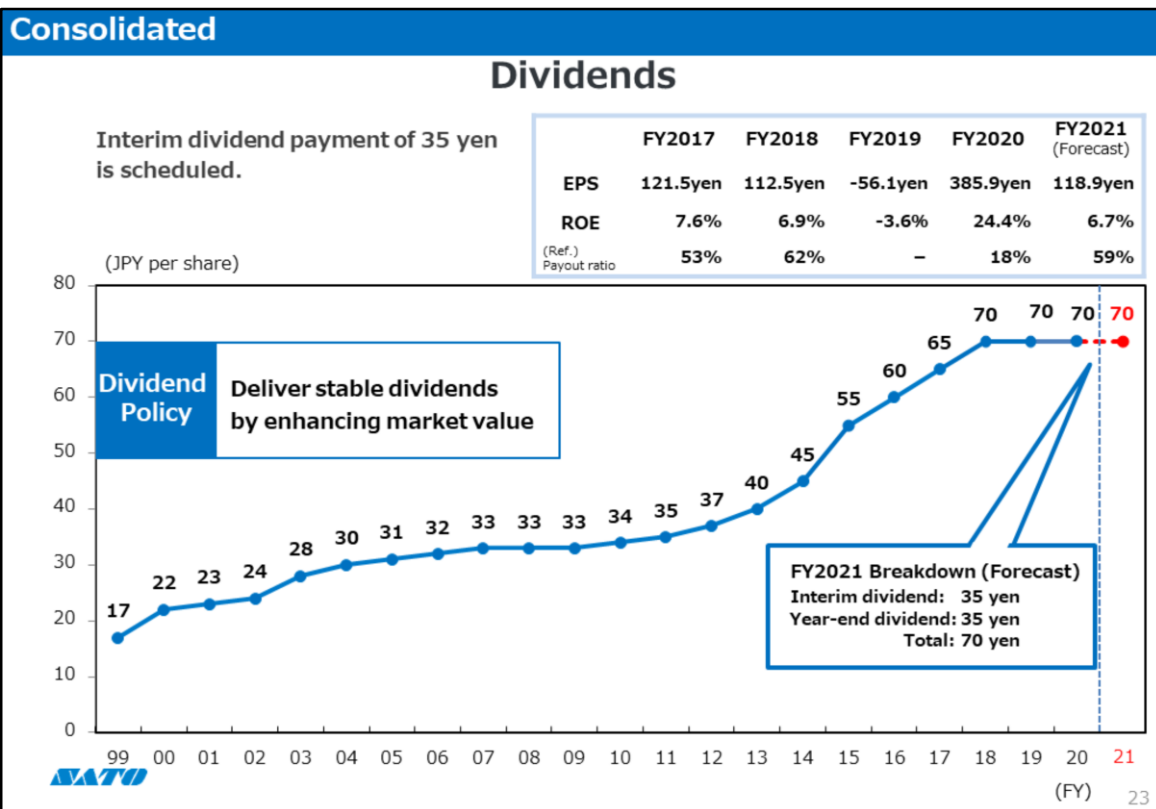 Consolidated
Dividends
Interim dividend payment of 35 yen
is scheduled.
FY2017 FY2018 FY2019 FY2020 FY2021
(Forecast)
EPS 121.5yen 112.5yen -56.1yen 385.9yen 118.9yen
ROE 7.6% 6.9% -3.6% 24.4% 6.7%
(Ref.)
Payout ratio 53% 62% – 18% 59%
(JPY per share)
80
70
60
50
40
30
20
10
0
Dividend
Policy
Deliver stable dividends
by enhancing market value
17 22 23 24 28 30 31 32 33 33 33 34 35 37 40 45 55 60 65 70 70 70 70
FY2021 Breakdown (Forecast)
Interim dividend: 35 yen
Year-end dividend: 35 yen
Total: 70 yen
99 00 01 02 03 04 05 06 07 08 09 10 11 12 13 14 15 16 17 18 19 20 21
(FY)
SATO
23